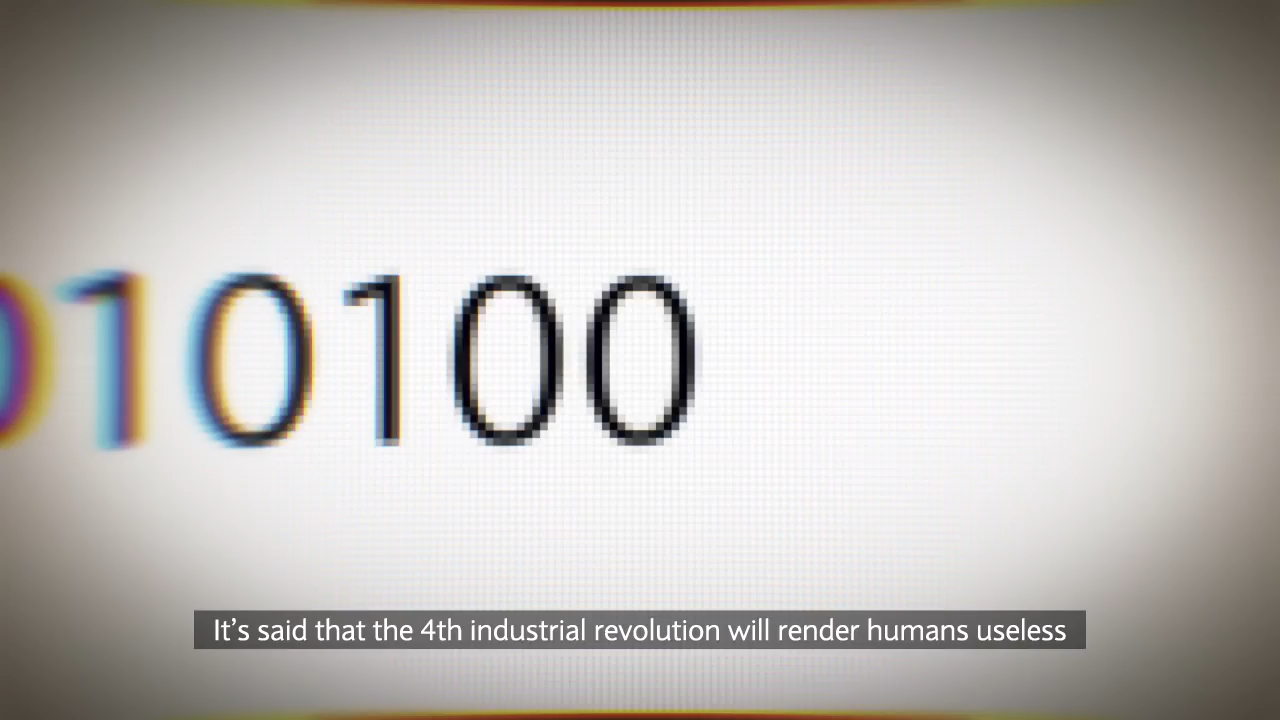 010100
It’s said that the 4th industrial revolution will render humans useless